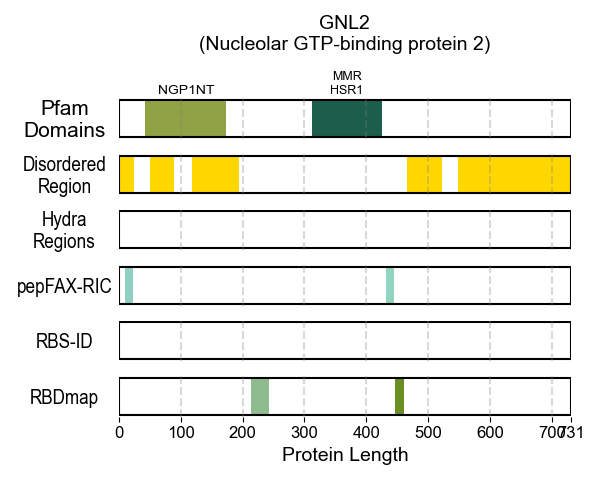 GNL2
(Nucleolar GTP-binding protein 2)
NGP1NT
MMR
HSR1
Pfam
Domains
Disordered
Region
Hydra
Regions
pepFAX-RIC
RBS-ID
RBDmap
0 100 200 300 400 500 600 700 731
Protein Length